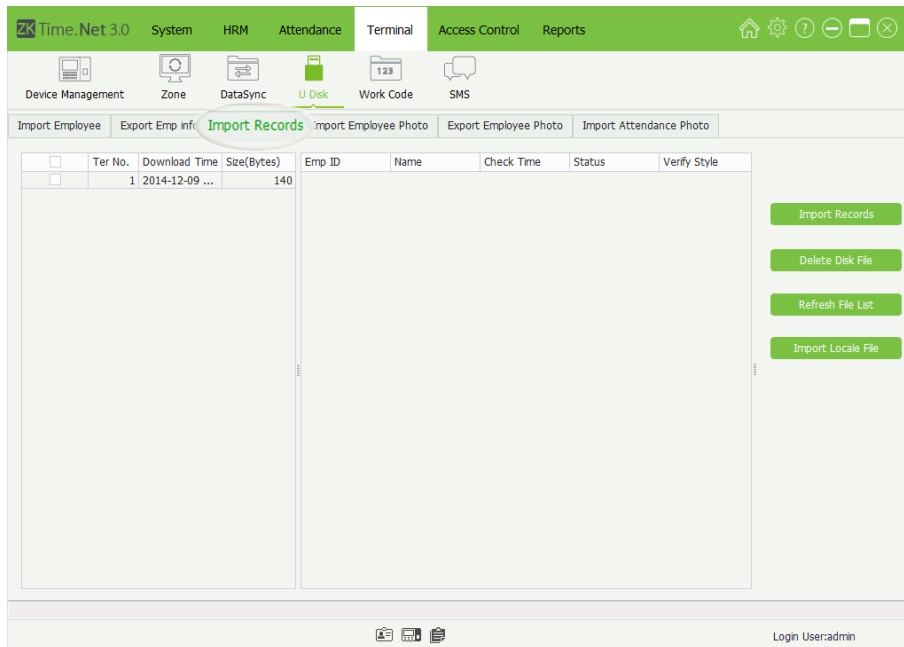 ZK Time.Net 3.0 System HRM Attendance Terminal Access Control Reports
123
Device Management Zone DataSync U Disk Work Code SMS
Import Employee Export Emp info Import Records Import Employee Photo Export Employee Photo Import Attendance Photo
Ter No. Download Time Size(Bytes) Emp ID Name Check Time Status Verify Style
1 2014-12-09 ... 140
Import Records
Delete Disk File
Refresh File List
Import Locale File
Login User:admin